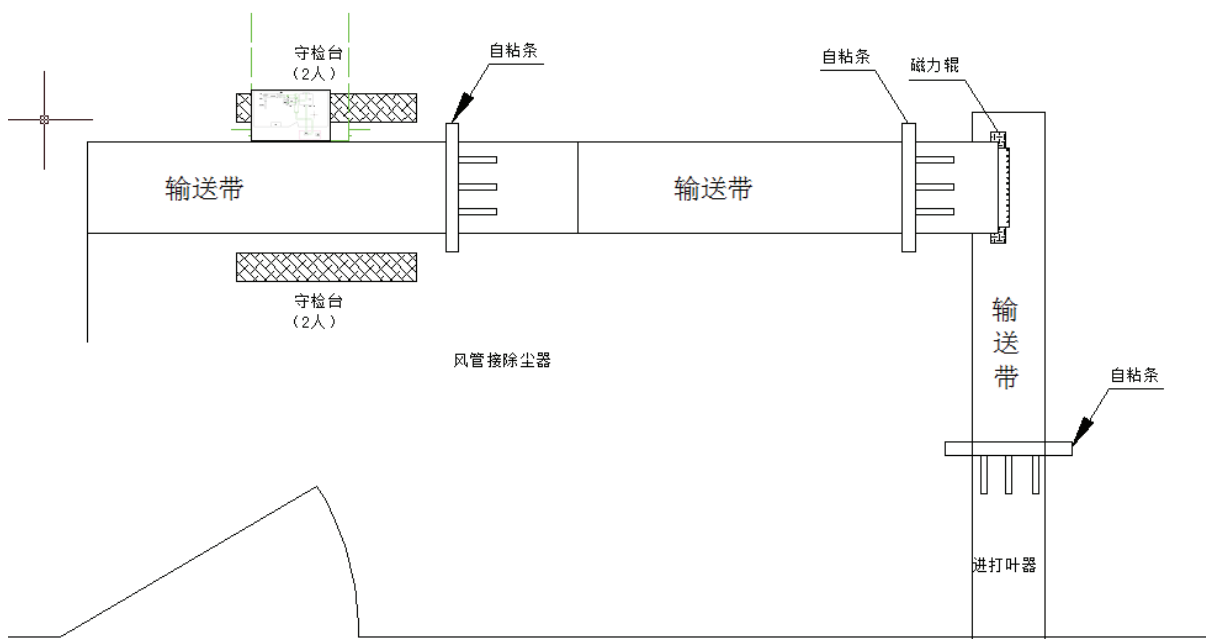 守检台
（2人）
自粘条
自粘条
磁力辊
输送带
输送带
守检台
（2人）
输送带
风管接除尘器
自粘条
进打叶器